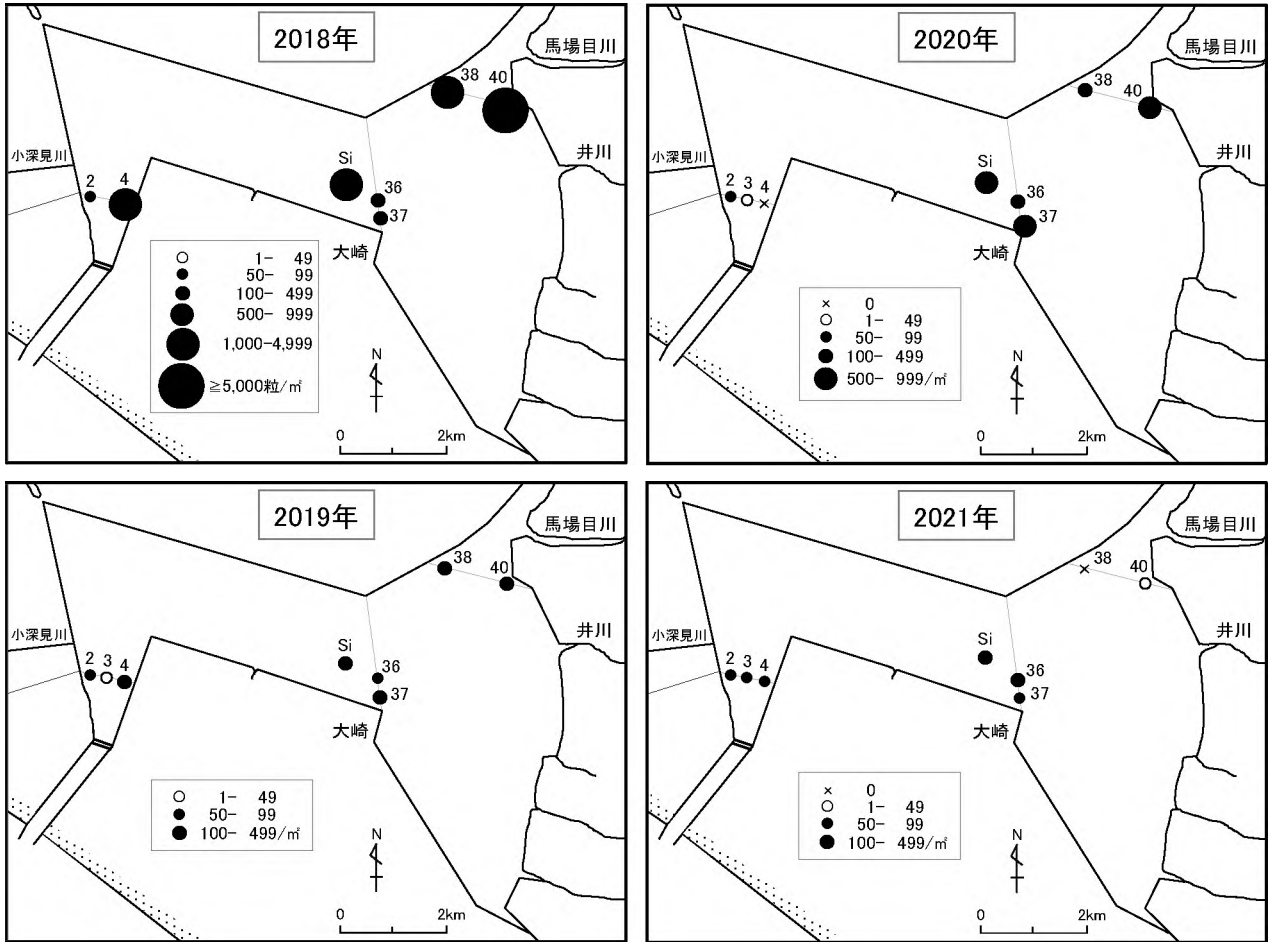 2018年
馬場目川
38
40
井川
小深見川
2
4
Si
36
37
大崎
1- 49
50- 99
100- 499
500- 999
1,000-4,999
≧5,000粒/㎡
N
0
2km
2020年
馬場目川
38
40
井川
小深見川
2
3
4
Si
36
37
大崎
× 0
1- 49
50- 99
100- 499
500- 999/㎡
N
0
2km
2019年
馬場目川
38
40
井川
小深見川
2
3
4
Si
36
37
大崎
1- 49
50- 99
100- 499/㎡
N
0
2km
2021年
馬場目川
38
40
井川
小深見川
2
3
4
Si
36
37
大崎
× 0
1- 49
50- 99
100- 499/㎡
N
0
2km